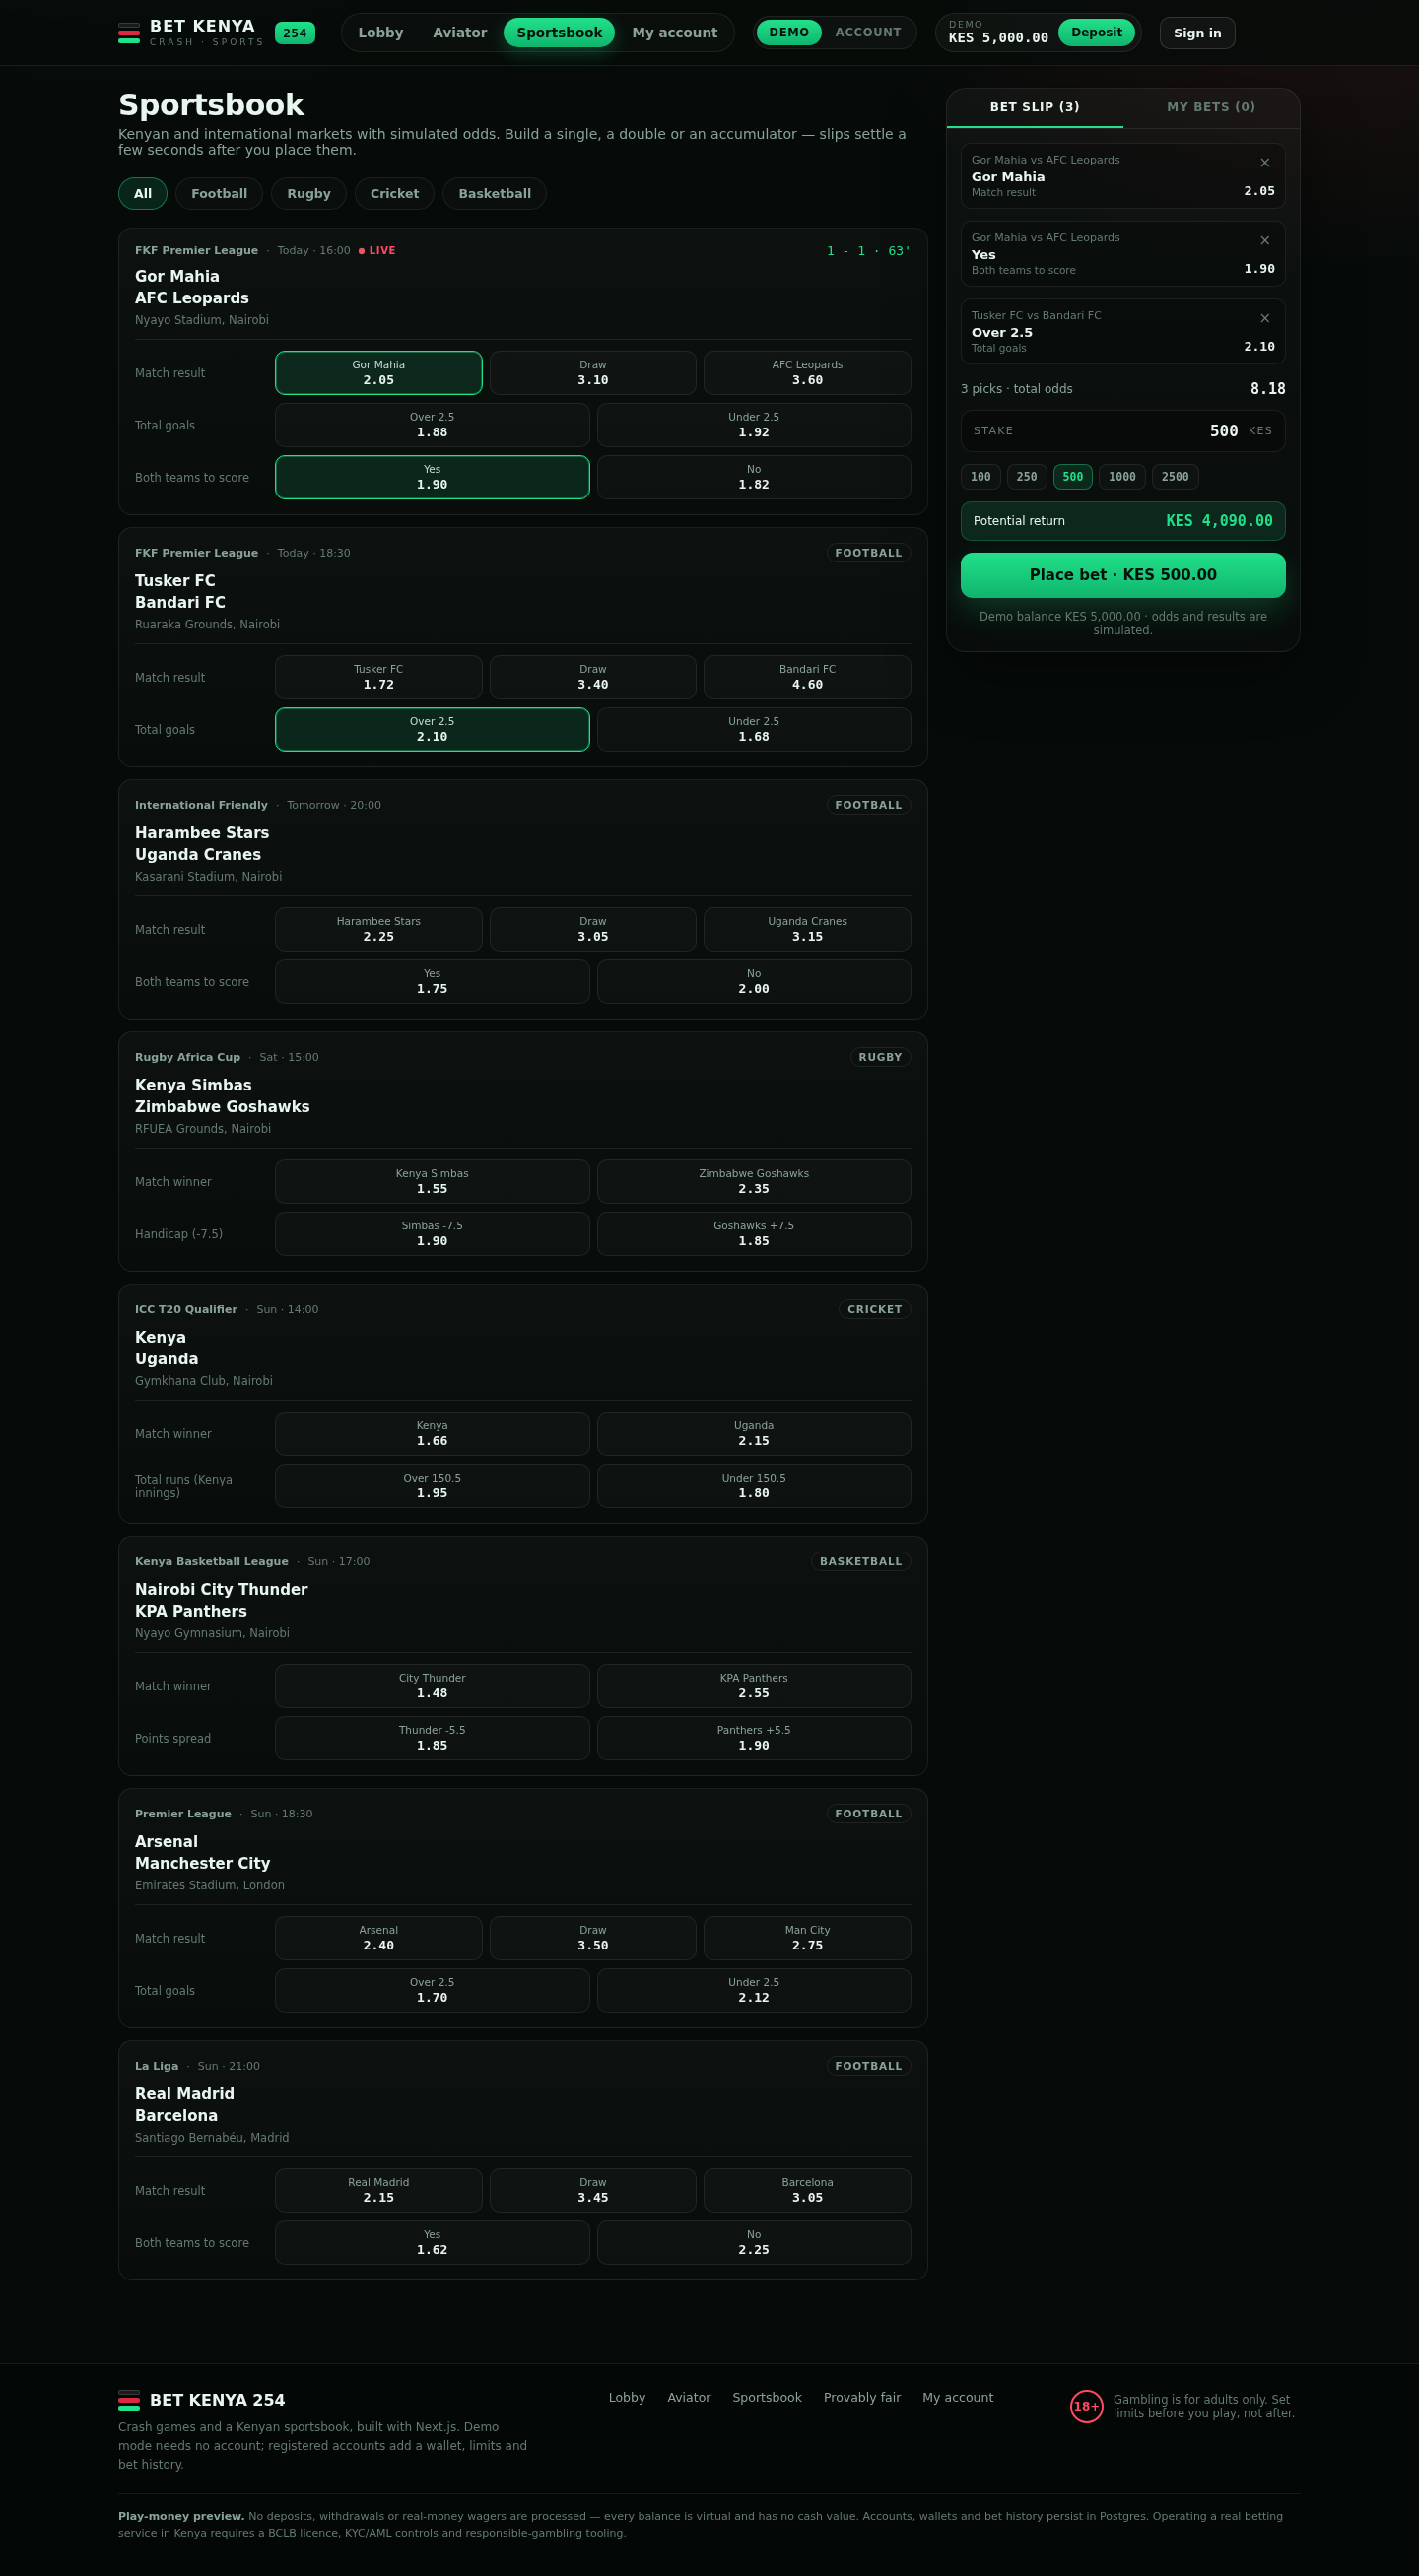 BET KENYA
CRASH · SPORTS
254
Lobby
Aviator
Sportsbook
My account
DEMO
ACCOUNT
DEMO
KES 5,000.00
Deposit
Sign in
Sportsbook
Kenyan and international markets with simulated odds. Build a single, a double or an accumulator — slips settle a
few seconds after you place them.
All
Football
Rugby
Cricket
Basketball
FKF Premier League · Today · 16:00 LIVE
1 - 1 · 63'
Gor Mahia
AFC Leopards
Nyayo Stadium, Nairobi
Match result
Gor Mahia
2.05
Draw
3.10
AFC Leopards
3.60
Total goals
Over 2.5
1.88
Under 2.5
1.92
Both teams to score
Yes
1.90
No
1.82
FKF Premier League · Today · 18:30
FOOTBALL
Tusker FC
Bandari FC
Ruaraka Grounds, Nairobi
Match result
Tusker FC
1.72
Draw
3.40
Bandari FC
4.60
Total goals
Over 2.5
2.10
Under 2.5
1.68
International Friendly · Tomorrow · 20:00
FOOTBALL
Harambee Stars
Uganda Cranes
Kasarani Stadium, Nairobi
Match result
Harambee Stars
2.25
Draw
3.05
Uganda Cranes
3.15
Both teams to score
Yes
1.75
No
2.00
Rugby Africa Cup · Sat · 15:00
RUGBY
Kenya Simbas
Zimbabwe Goshawks
RFUEA Grounds, Nairobi
Match winner
Kenya Simbas
1.55
Zimbabwe Goshawks
2.35
Handicap (-7.5)
Simbas -7.5
1.90
Goshawks +7.5
1.85
ICC T20 Qualifier · Sun · 14:00
CRICKET
Kenya
Uganda
Gymkhana Club, Nairobi
Match winner
Kenya
1.66
Uganda
2.15
Total runs (Kenya
innings)
Over 150.5
1.95
Under 150.5
1.80
Kenya Basketball League · Sun · 17:00
BASKETBALL
Nairobi City Thunder
KPA Panthers
Nyayo Gymnasium, Nairobi
Match winner
City Thunder
1.48
KPA Panthers
2.55
Points spread
Thunder -5.5
1.85
Panthers +5.5
1.90
Premier League · Sun · 18:30
FOOTBALL
Arsenal
Manchester City
Emirates Stadium, London
Match result
Arsenal
2.40
Draw
3.50
Man City
2.75
Total goals
Over 2.5
1.70
Under 2.5
2.12
La Liga · Sun · 21:00
FOOTBALL
Real Madrid
Barcelona
Santiago Bernabéu, Madrid
Match result
Real Madrid
2.15
Draw
3.45
Barcelona
3.05
Both teams to score
Yes
1.62
No
2.25
BET SLIP (3)
MY BETS (0)
Gor Mahia vs AFC Leopards ×
Gor Mahia
Match result
2.05
Gor Mahia vs AFC Leopards ×
Yes
Both teams to score
1.90
Tusker FC vs Bandari FC ×
Over 2.5
Total goals
2.10
3 picks · total odds 8.18
STAKE 500 KES
100
250
500
1000
2500
Potential return KES 4,090.00
Place bet · KES 500.00
Demo balance KES 5,000.00 · odds and results are
simulated.
BET KENYA 254
Crash games and a Kenyan sportsbook, built with Next.js. Demo
mode needs no account; registered accounts add a wallet, limits and
bet history.
Lobby
Aviator
Sportsbook
Provably fair
My account
18+
Gambling is for adults only. Set
limits before you play, not after.
Play-money preview. No deposits, withdrawals or real-money wagers are processed — every balance is virtual and has no cash value. Accounts, wallets and bet history persist in Postgres. Operating a real betting
service in Kenya requires a BCLB licence, KYC/AML controls and responsible-gambling tooling.